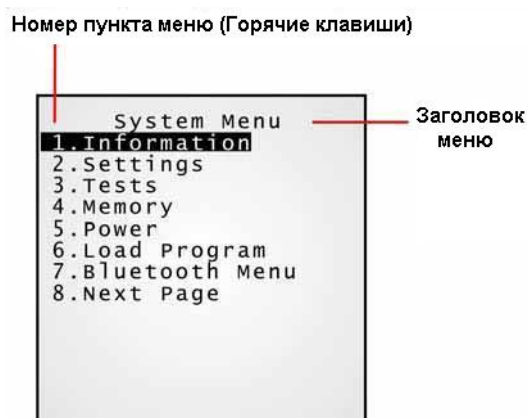 Номер пункта меню (Горячие клавиши)
System Menu
Заголовок
меню
1.Information
2.Settings
3.Tests
4.Memory
5.Power
6.Load Program
7.Bluetooth Menu
8.Next Page